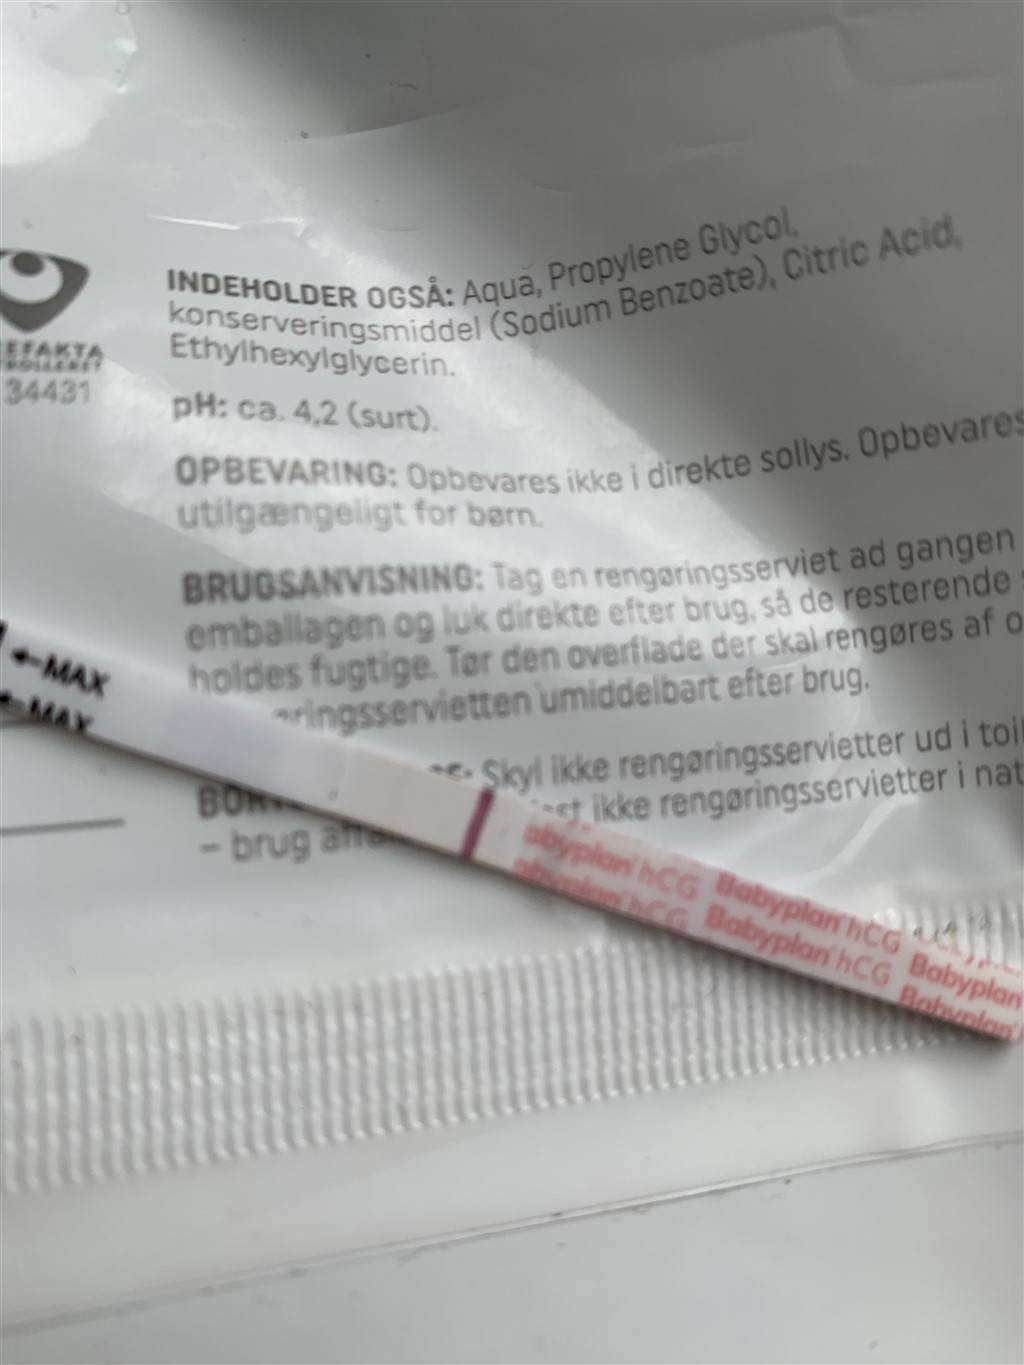 INDEHOLDER OGSÅ: Aqua, Propylene Glycol,
konserveringsmiddel (Sodium Benzoate), Citric Acid,
Ethylhexylglycerin.
EFAKTA
34431
pH: ca. 4,2 (surt).
OPBEVARING: Opbevares ikke i direkte sollys. Opbevares
utilgængeligt for børn.
BRUGSANVISNING: Tag en rengøringsserviet ad gangen
emballagen og luk direkte efter brug, så de resterende
holdes fugtige. Tør den overflade der skal rengøres af
ringsservietten umiddelbart efter brug.
Skyl ikke rengøringsservietter ud i
ikke rengøringsservietter i
– brug
←MAX
←MAX
abyplan hCG Babyplan hCG
abyplan hCG Babyplan hCG Babyplan
Babyplan